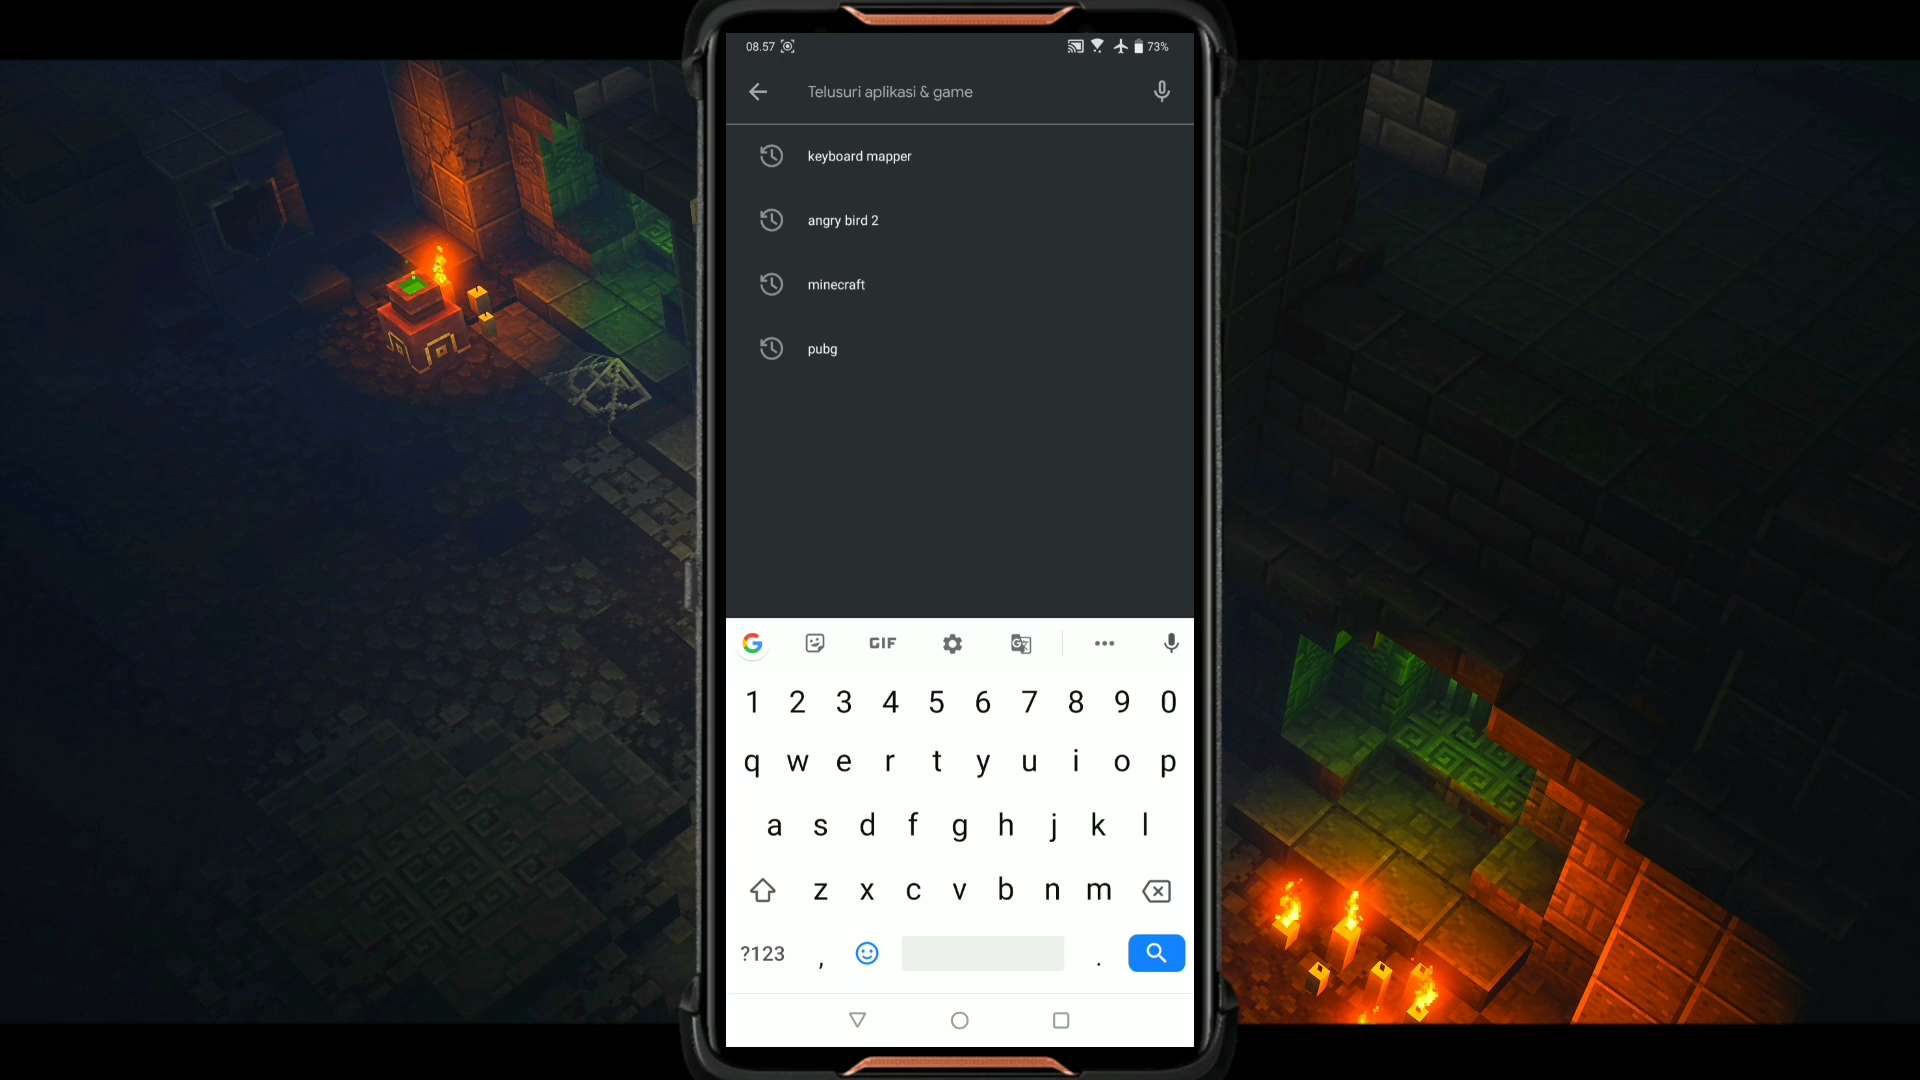 08.57 73%
Telusuri aplikasi & game
keyboard mapper
angry bird 2
minecraft
pubg
G GIF
1 2 3 4 5 6 7 8 9 0
q w e r t y u i o p
a s d f g h j k l
z x c v b n m
?123 , .